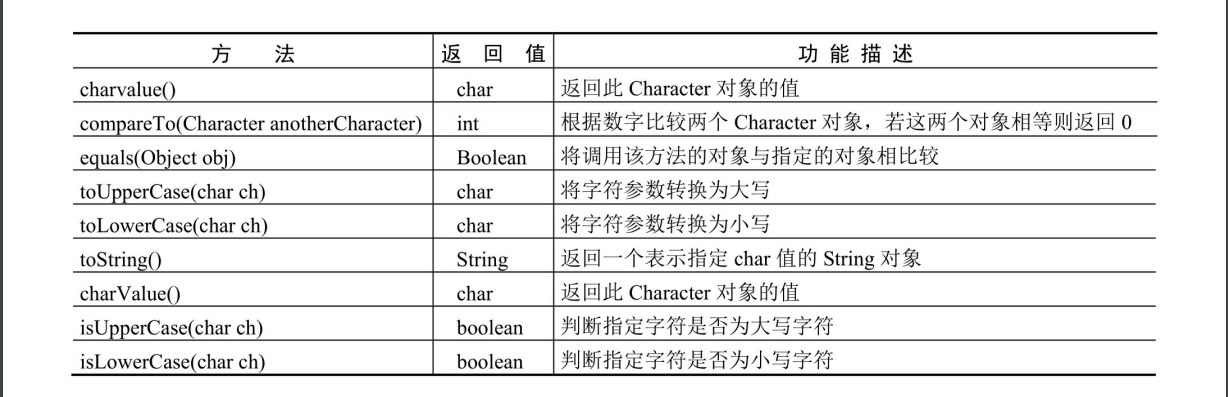 方 法 返 回 值 功 能 描 述
charvalue() char 返回此 Character 对象的值
compareTo(Character anotherCharacter) int 根据数字比较两个 Character 对象，若这两个对象相等则返回 0
equals(Object obj) Boolean 将调用该方法的对象与指定的对象相比较
toUpperCase(char ch) char 将字符参数转换为大写
toLowerCase(char ch) char 将字符参数转换为小写
toString() String 返回一个表示指定 char 值的 String 对象
charValue() char 返回此 Character 对象的值
isUpperCase(char ch) boolean 判断指定字符是否为大写字符
isLowerCase(char ch) boolean 判断指定字符是否为小写字符